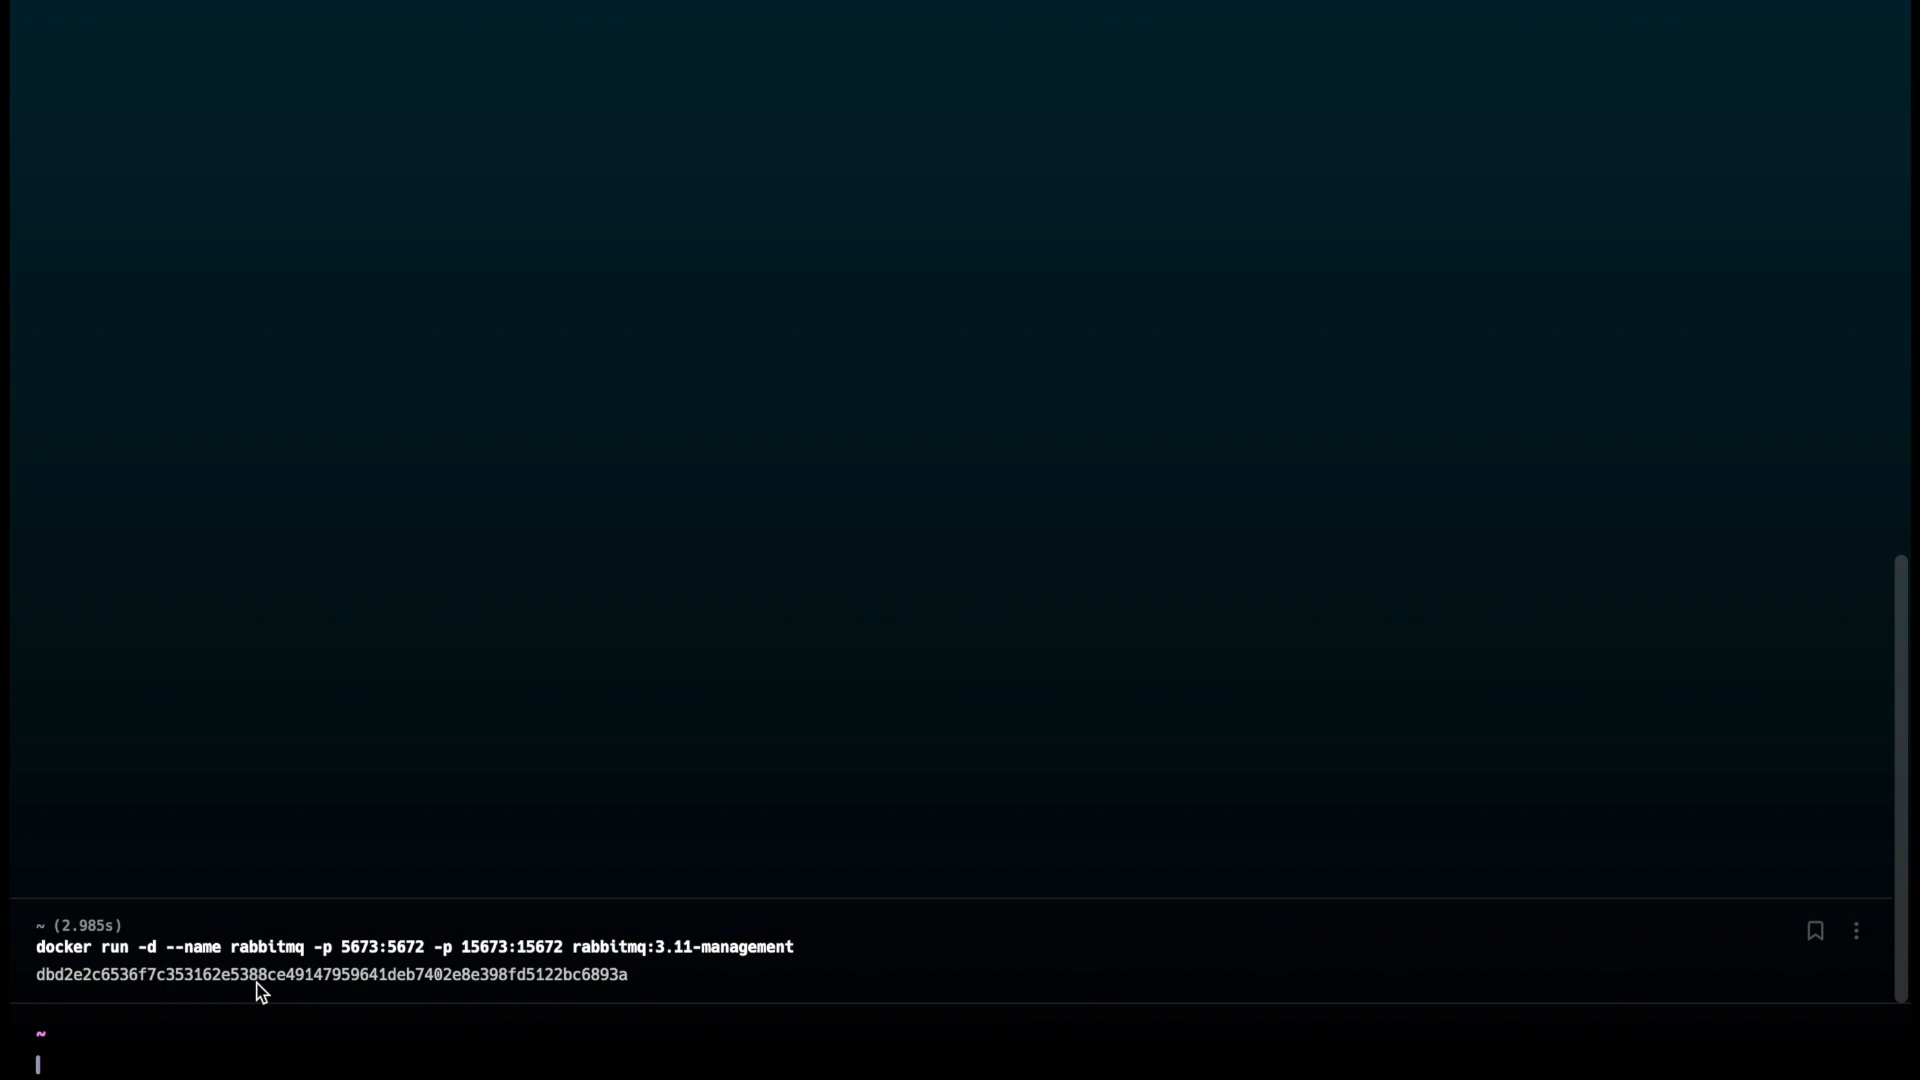 ~ (2.985s)
docker run -d --name rabbitmq -p 5673:5672 -p 15673:15672 rabbitmq:3.11-management
dbd2e2c6536f7c353162e5388ce49147959641deb7402e8e398fd5122bc6893a
~